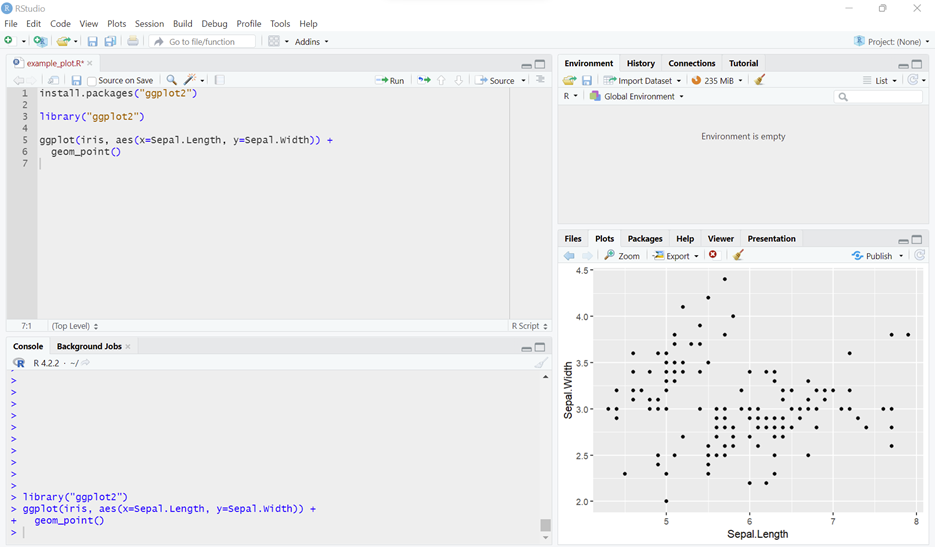 RStudio
File Edit Code View Plots Session Build Debug Profile Tools Help
Go to file/function Addins Project: (None)
example_plot.R*
Source on Save Run Source
1 install.packages("ggplot2")
2
3 library("ggplot2")
4
5 ggplot(iris, aes(x=Sepal.Length, y=Sepal.Width)) +
6 geom_point()
7
7:1 (Top Level) R Script
Console Background Jobs
R 4.2.2 · ~/
>
>
>
>
>
>
>
>
>
>
> library("ggplot2")
> ggplot(iris, aes(x=Sepal.Length, y=Sepal.Width)) +
+ geom_point()
>
Environment History Connections Tutorial
Import Dataset 235 MiB List
R Global Environment
Environment is empty
Files Plots Packages Help Viewer Presentation
Zoom Export Publish
4.5
4.0
3.5
3.0
2.5
2.0
Sepal.Width
5 6 7 8
Sepal.Length